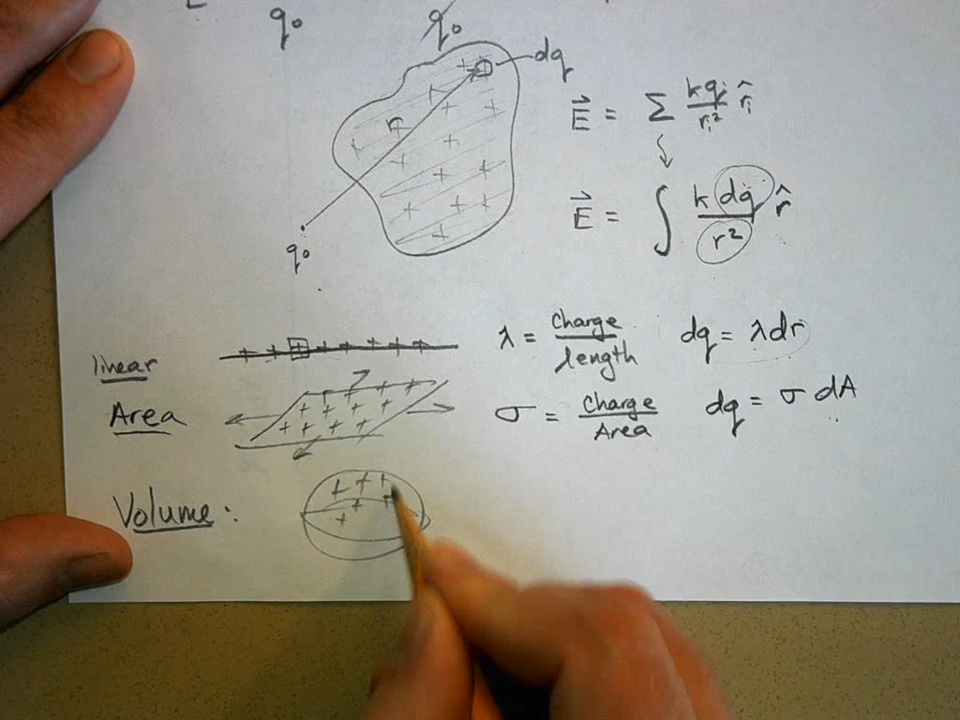 q₀ q₀
dq
E⃗ = Σ kqᵢ/rᵢ² r̂ᵢ
r
E⃗ = ∫ k dq/r² r̂
q₀
linear λ = charge/length dq = λdr
Area σ = charge/Area dq = σ dA
Volume: